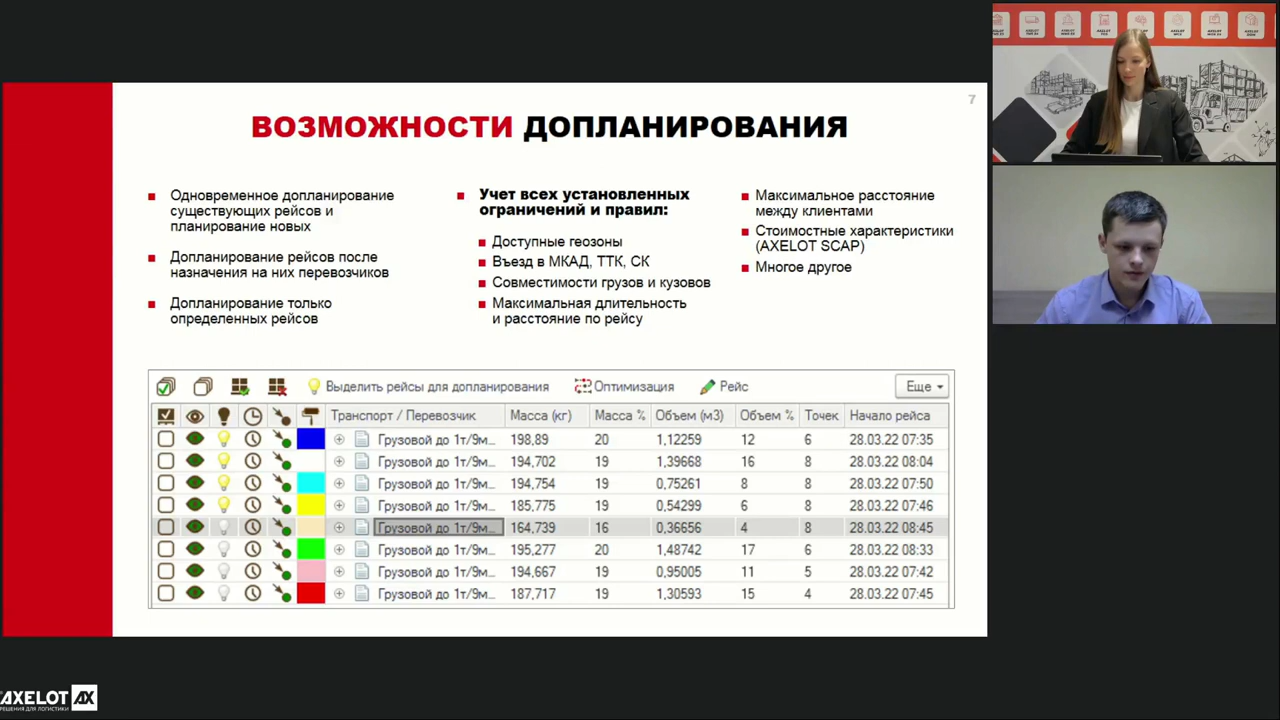 7
ВОЗМОЖНОСТИ ДОПЛАНИРОВАНИЯ
Одновременное допланирование
существующих рейсов и
планирование новых
Допланирование рейсов после
назначения на них перевозчиков
Допланирование только
определенных рейсов
Учет всех установленных
ограничений и правил:
Доступные геозоны
Въезд в МКАД, ТТК, СК
Совместимости грузов и кузовов
Максимальная длительность
и расстояние по рейсу
Максимальное расстояние
между клиентами
Стоимостные характеристики
(AXELOT SCAP)
Многое другое
Выделить рейсы для допланирования Оптимизация Рейс Еще
Транспорт / Перевозчик Масса (кг) Масса % Объем (м3) Объем % Точек Начало рейса
Грузовой до 1т/9м... 198,89 20 1,12259 12 6 28.03.22 07:35
Грузовой до 1т/9м... 194,702 19 1,39668 16 8 28.03.22 08:04
Грузовой до 1т/9м... 194,754 19 0,75261 8 8 28.03.22 07:50
Грузовой до 1т/9м... 185,775 19 0,54299 6 8 28.03.22 07:46
Грузовой до 1т/9м... 164,739 16 0,36656 4 8 28.03.22 08:45
Грузовой до 1т/9м... 195,277 20 1,48742 17 6 28.03.22 08:33
Грузовой до 1т/9м... 194,667 19 0,95005 11 5 28.03.22 07:42
Грузовой до 1т/9м... 187,717 19 1,30593 15 4 28.03.22 07:45
AXELOT AX
РЕШЕНИЯ ДЛЯ ЛОГИСТИКИ